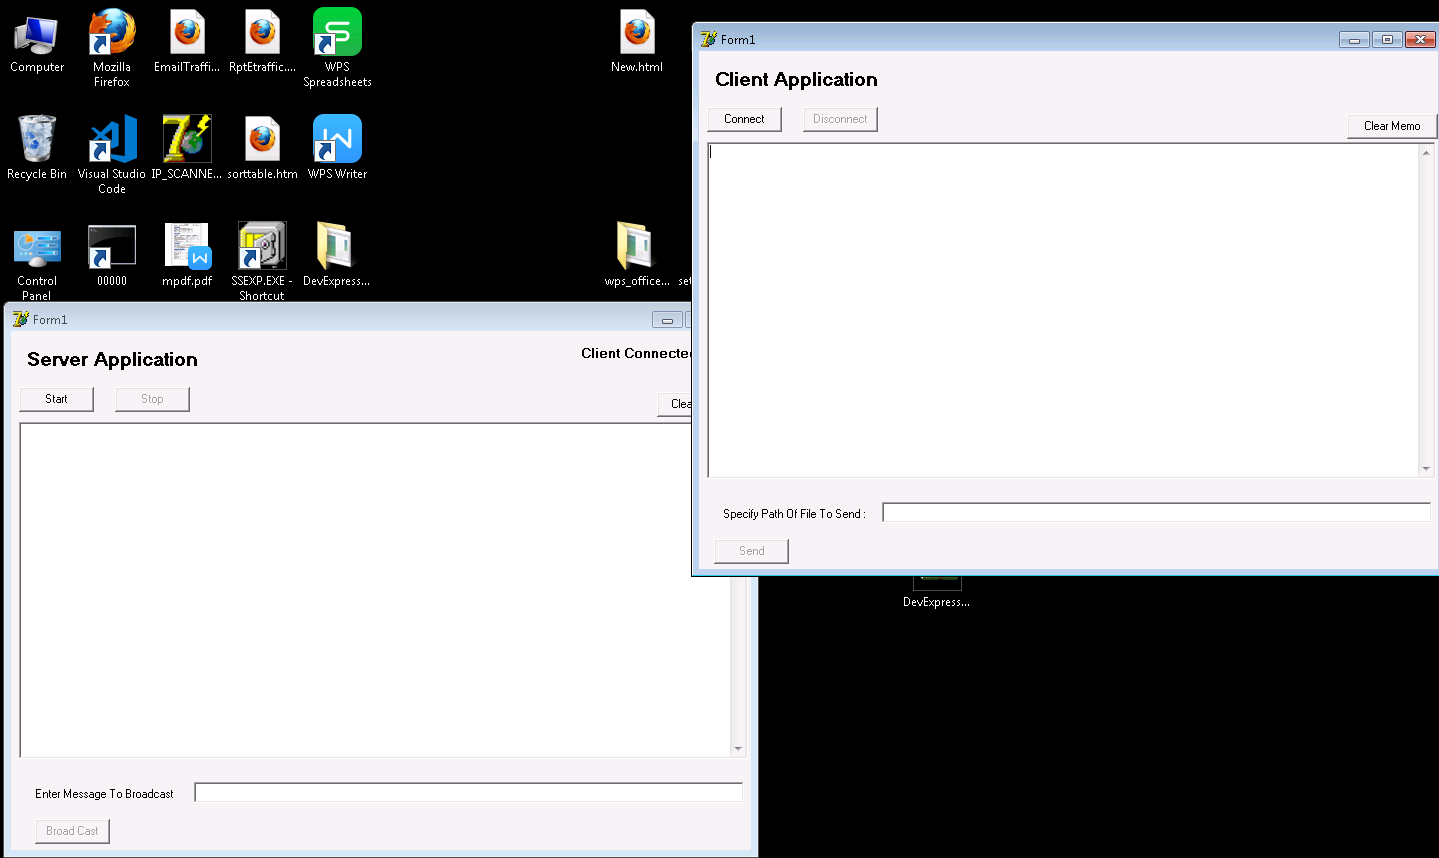 Computer
Mozilla
Firefox
EmailTraffi...
RptEtraffic....
WPS
Spreadsheets
New.html
Recycle Bin
Visual Studio
Code
IP_SCANNE...
sorttable.htm
WPS Writer
Control
Panel
00000
mpdf.pdf
SSEXP.EXE -
Shortcut
DevExpress...
wps_office...
Form1
Client Application
Connect
Disconnect
Clear Memo
Specify Path Of File To Send :
Send
Form1
Server Application
Client Connected
Start
Stop
Clea
Enter Message To Broadcast
Broad Cast
DevExpress...